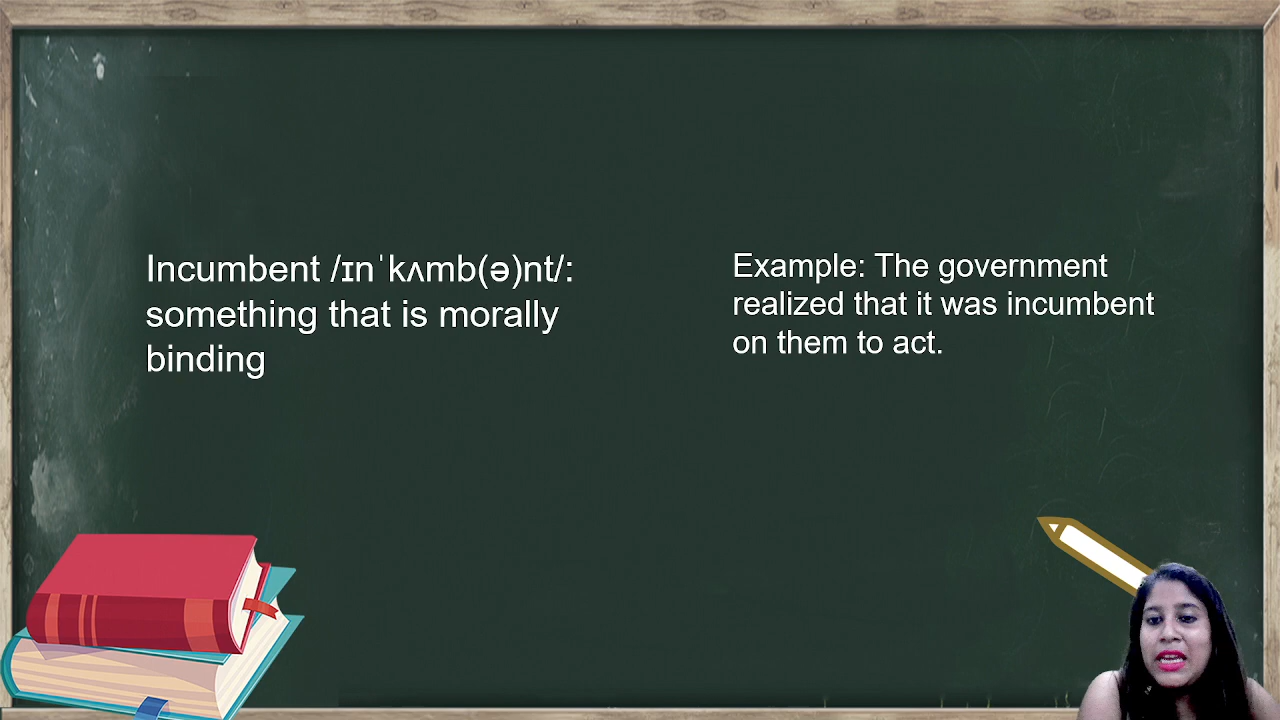 Incumbent /ɪnˈkʌmb(ə)nt/:
something that is morally
binding
Example: The government
realized that it was incumbent
on them to act.